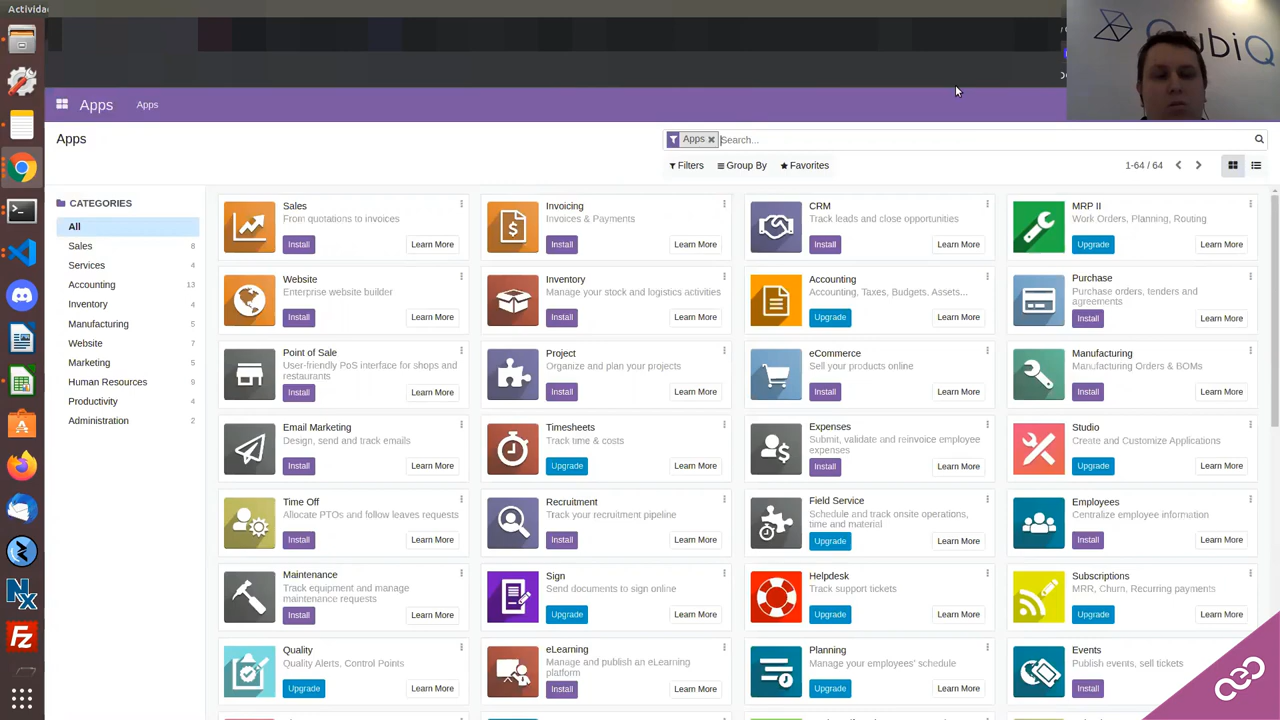 Actividad
QubiQ
Apps
Apps
Apps
Apps
Search...
Filters
Group By
Favorites
1-64 / 64
CATEGORIES
All
Sales 8
Services 4
Accounting 13
Inventory 4
Manufacturing 5
Website 7
Marketing 5
Human Resources 9
Productivity 4
Administration 2
Sales
From quotations to invoices
Install
Learn More
Invoicing
Invoices & Payments
Install
Learn More
CRM
Track leads and close opportunities
Install
Learn More
MRP II
Work Orders, Planning, Routing
Upgrade
Learn More
Website
Enterprise website builder
Install
Learn More
Inventory
Manage your stock and logistics activities
Install
Learn More
Accounting
Accounting, Taxes, Budgets, Assets...
Upgrade
Learn More
Purchase
Purchase orders, tenders and
agreements
Install
Learn More
Point of Sale
User-friendly PoS interface for shops and
restaurants
Install
Learn More
Project
Organize and plan your projects
Install
Learn More
eCommerce
Sell your products online
Install
Learn More
Manufacturing
Manufacturing Orders & BOMs
Install
Learn More
Email Marketing
Design, send and track emails
Install
Learn More
Timesheets
Track time & costs
Upgrade
Learn More
Expenses
Submit, validate and reinvoice employee
expenses
Install
Learn More
Studio
Create and Customize Applications
Upgrade
Learn More
Time Off
Allocate PTOs and follow leaves requests
Install
Learn More
Recruitment
Track your recruitment pipeline
Install
Learn More
Field Service
Schedule and track onsite operations,
time and material
Upgrade
Learn More
Employees
Centralize employee information
Install
Learn More
Maintenance
Track equipment and manage
maintenance requests
Install
Learn More
Sign
Send documents to sign online
Upgrade
Learn More
Helpdesk
Track support tickets
Upgrade
Learn More
Subscriptions
MRR, Churn, Recurring payments
Upgrade
Learn More
Quality
Quality Alerts, Control Points
Upgrade
Learn More
eLearning
Manage and publish an eLearning
platform
Install
Learn More
Planning
Manage your employees' schedule
Upgrade
Learn More
Events
Publish events, sell tickets
Install